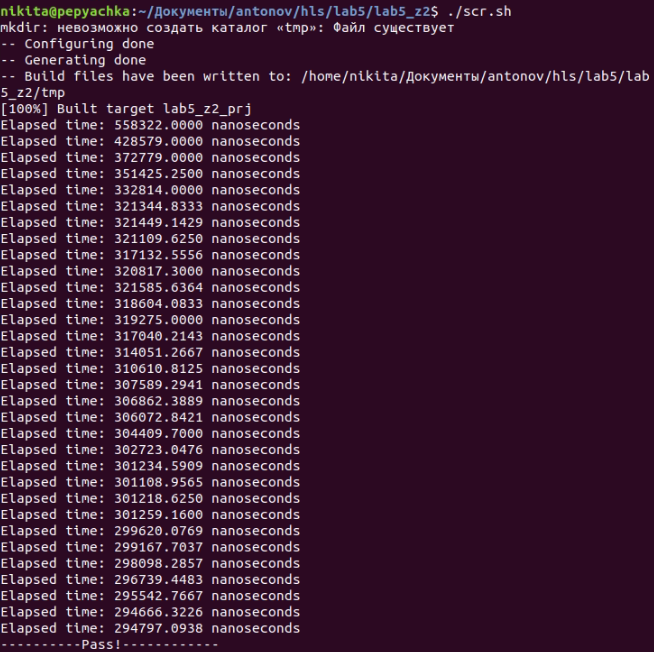 nikita@pepyachka:~/Документы/antonov/hls/lab5/lab5_z2$ ./scr.sh
mkdir: невозможно создать каталог «tmp»: Файл существует
-- Configuring done
-- Generating done
-- Build files have been written to: /home/nikita/Документы/antonov/hls/lab5/lab
5_z2/tmp
[100%] Built target lab5_z2_prj
Elapsed time: 558322.0000 nanoseconds
Elapsed time: 428579.0000 nanoseconds
Elapsed time: 372779.0000 nanoseconds
Elapsed time: 351425.2500 nanoseconds
Elapsed time: 332814.0000 nanoseconds
Elapsed time: 321344.8333 nanoseconds
Elapsed time: 321449.1429 nanoseconds
Elapsed time: 321109.6250 nanoseconds
Elapsed time: 317132.5556 nanoseconds
Elapsed time: 320817.3000 nanoseconds
Elapsed time: 321585.6364 nanoseconds
Elapsed time: 318604.0833 nanoseconds
Elapsed time: 319275.0000 nanoseconds
Elapsed time: 317040.2143 nanoseconds
Elapsed time: 314051.2667 nanoseconds
Elapsed time: 310610.8125 nanoseconds
Elapsed time: 307589.2941 nanoseconds
Elapsed time: 306862.3889 nanoseconds
Elapsed time: 306072.8421 nanoseconds
Elapsed time: 304409.7000 nanoseconds
Elapsed time: 302723.0476 nanoseconds
Elapsed time: 301234.5909 nanoseconds
Elapsed time: 301108.9565 nanoseconds
Elapsed time: 301218.6250 nanoseconds
Elapsed time: 301259.1600 nanoseconds
Elapsed time: 299620.0769 nanoseconds
Elapsed time: 299167.7037 nanoseconds
Elapsed time: 298098.2857 nanoseconds
Elapsed time: 296739.4483 nanoseconds
Elapsed time: 295542.7667 nanoseconds
Elapsed time: 294666.3226 nanoseconds
Elapsed time: 294797.0938 nanoseconds
----------Pass!------------